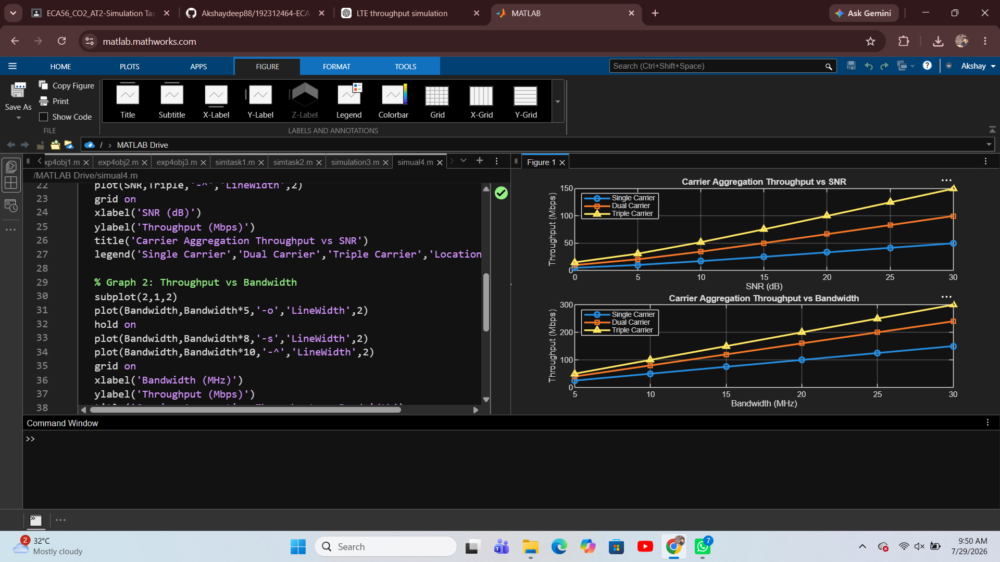 ECA56_CO2_AT2-Simulation Tas
Akshaydeep88/192312464-ECA
LTE throughput simulation
MATLAB
Ask Gemini
matlab.mathworks.com
HOME
PLOTS
APPS
FIGURE
FORMAT
TOOLS
Search (Ctrl+Shift+Space)
Akshay
Save As
Copy Figure
Print
Show Code
FILE
Title
Subtitle
X-Label
Y-Label
Z-Label
Legend
Colorbar
Grid
X-Grid
Y-Grid
LABELS AND ANNOTATIONS
/ › MATLAB Drive
xp4obj1.m
exp4obj2.m
exp4obj3.m
simtask1.m
simtask2.m
simulation3.m
simual4.m
/MATLAB Drive/simual4.m
22 plot(SNR,Triple,'-^','LineWidth',2)
23 grid on
24 xlabel('SNR (dB)')
25 ylabel('Throughput (Mbps)')
26 title('Carrier Aggregation Throughput vs SNR')
27 legend('Single Carrier','Dual Carrier','Triple Carrier','Location
28
29 % Graph 2: Throughput vs Bandwidth
30 subplot(2,1,2)
31 plot(Bandwidth,Bandwidth*5,'-o','LineWidth',2)
32 hold on
33 plot(Bandwidth,Bandwidth*8,'-s','LineWidth',2)
34 plot(Bandwidth,Bandwidth*10,'-^','LineWidth',2)
35 grid on
36 xlabel('Bandwidth (MHz)')
37 ylabel('Throughput (Mbps)')
38
Figure 1
Carrier Aggregation Throughput vs SNR
Throughput (Mbps)
150
100
50
0
Single Carrier
Dual Carrier
Triple Carrier
0 5 10 15 20 25 30
SNR (dB)
Carrier Aggregation Throughput vs Bandwidth
Throughput (Mbps)
300
200
100
0
Single Carrier
Dual Carrier
Triple Carrier
5 10 15 20 25 30
Bandwidth (MHz)
Command Window
>>
2
32°C
Mostly cloudy
Search
7
9:50 AM
7/29/2026